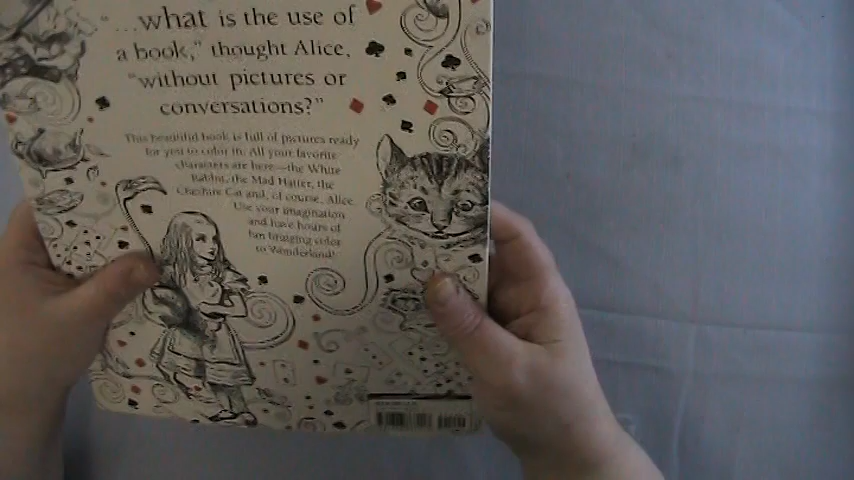 "...what is the use of
a book," thought Alice,
"without pictures or
conversations?"
This beautiful book is full of pictures ready
for you to color in. All your favorite
characters are here—the White
Rabbit, the Mad Hatter, the
Cheshire Cat and, of course, Alice.
Use your imagination
and have hours of
fun bringing color
to Wonderland!